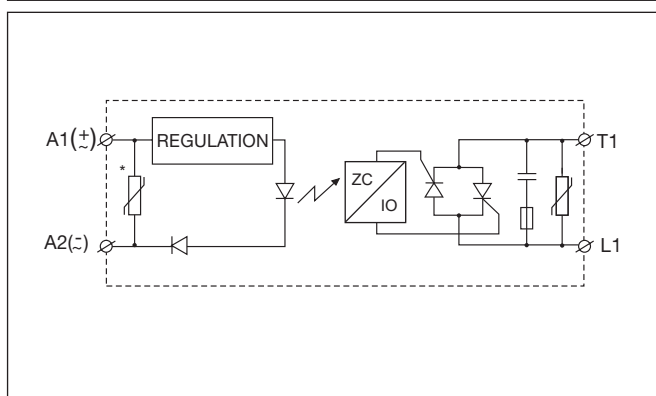 A1(+~)
REGULATION
T1
*
ZC
IO
A2(-~)
L1